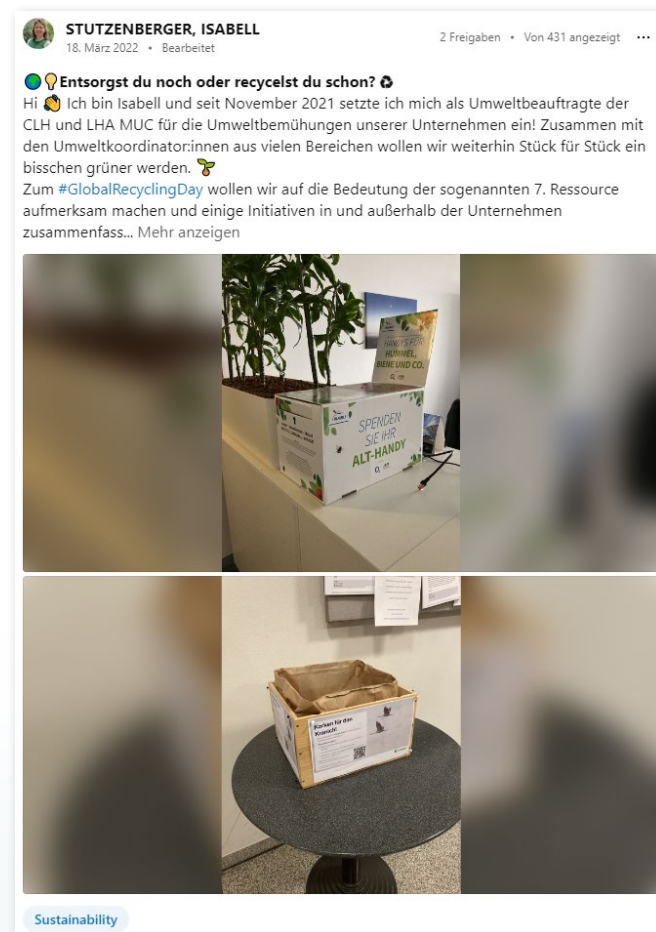 STUTZENBERGER, ISABELL
18. März 2022 • Bearbeitet
2 Freigaben • Von 431 angezeigt ...
🌍💡Entsorgst du noch oder recycelst du schon? ♻
Hi 👋 Ich bin Isabell und seit November 2021 setzte ich mich als Umweltbeauftragte der
CLH und LHA MUC für die Umweltbemühungen unserer Unternehmen ein! Zusammen mit
den Umweltkoordinator:innen aus vielen Bereichen wollen wir weiterhin Stück für Stück ein
bisschen grüner werden. 🌱
Zum #GlobalRecyclingDay wollen wir auf die Bedeutung der sogenannten 7. Ressource
aufmerksam machen und einige Initiativen in und außerhalb der Unternehmen
zusammenfass... Mehr anzeigen
HANDYS FÜR
HUMMEL,
BIENE UND CO.
1
SPENDEN
SIE IHR
ALT-HANDY
Korken für den
Kranich
Sustainability